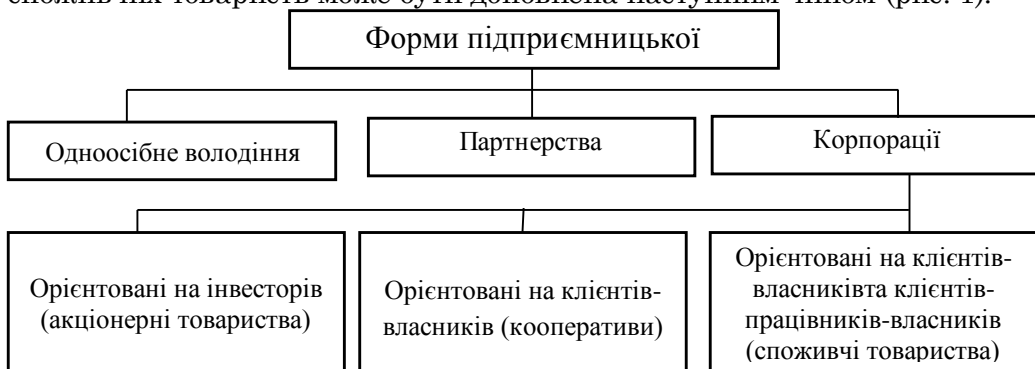 може бути доповнена наступним чином (рис. 1).
Форми підприємницької
Одноосібне володіння
Партнерства
Корпорації
Орієнтовані на інвесторів
(акціонерні товариства)
Орієнтовані на клієнтів-
власників (кооперативи)
Орієнтовані на клієнтів-
власниківта клієнтів-
працівників-власників
(споживчі товариства)